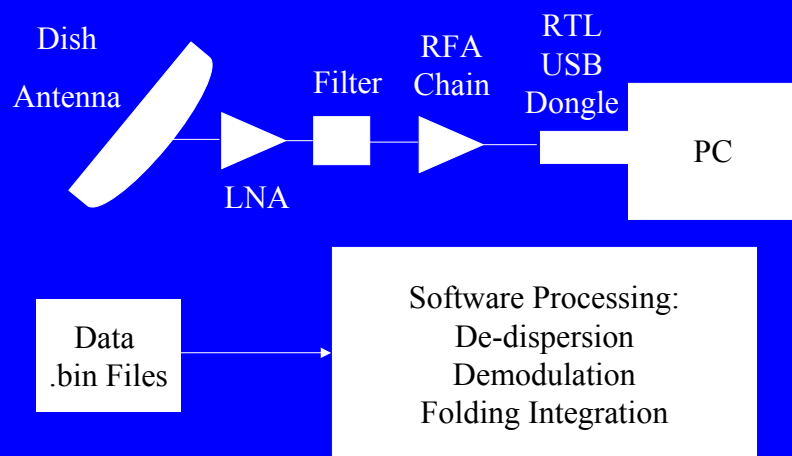 Dish
Antenna
LNA
Filter
RFA
Chain
RTL
USB
Dongle
PC
Data
.bin Files
Software Processing:
De-dispersion
Demodulation
Folding Integration